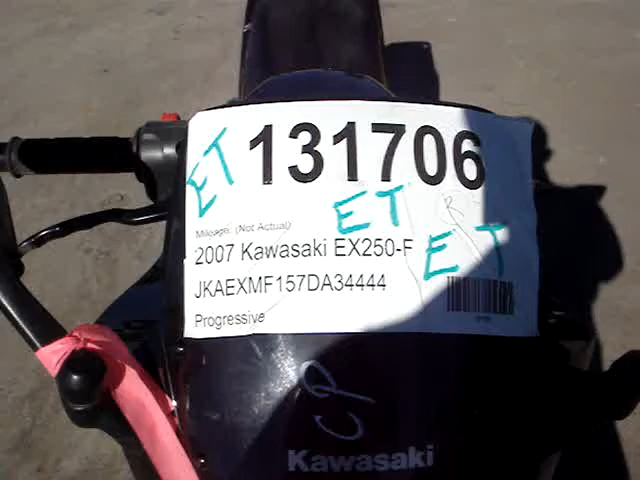 131706
ET
ET
R
ET
Mileage: (Not Actual)
2007 Kawasaki EX250-F
JKAEXMF157DA34444
Progressive
CP
Kawasaki